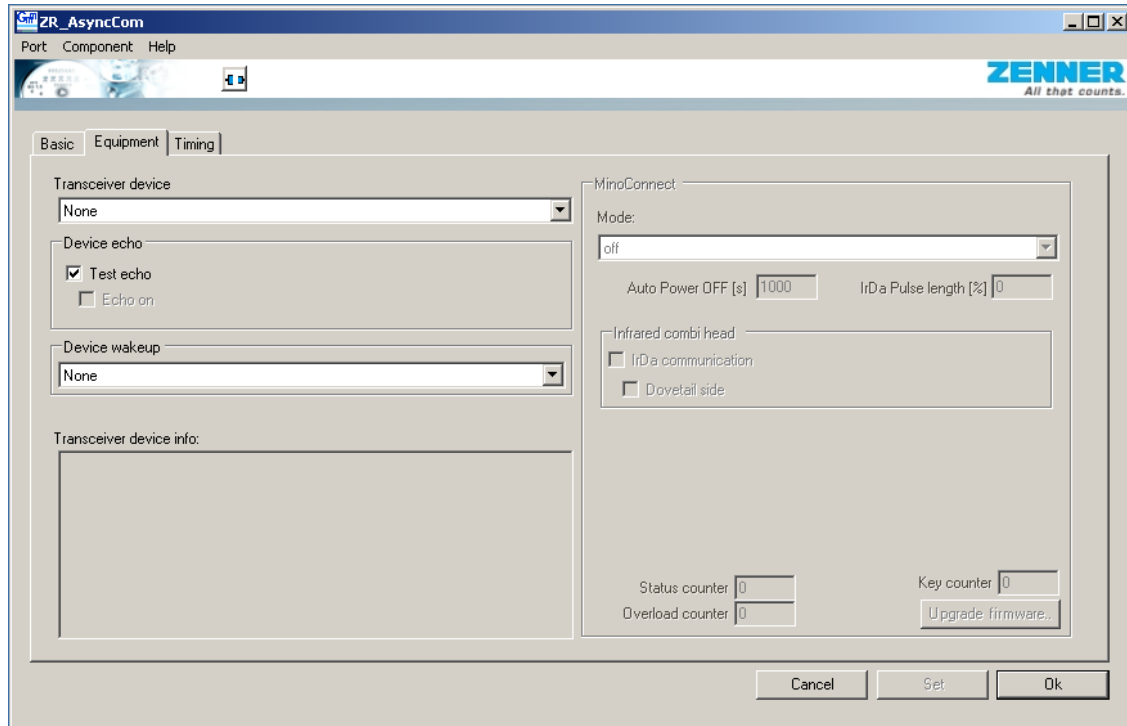 ZR_AsyncCom
Port Component Help
ZENNER
All that counts.
Basic Equipment Timing
Transceiver device
None
Device echo
Test echo
Echo on
Device wakeup
None
Transceiver device info:
MinoConnect
Mode:
off
Auto Power OFF [s] 1000 IrDa Pulse length [%] 0
Infrared combi head
IrDa communication
Dovetail side
Status counter 0 Key counter 0
Overload counter 0 Upgrade firmware..
Cancel Set Ok